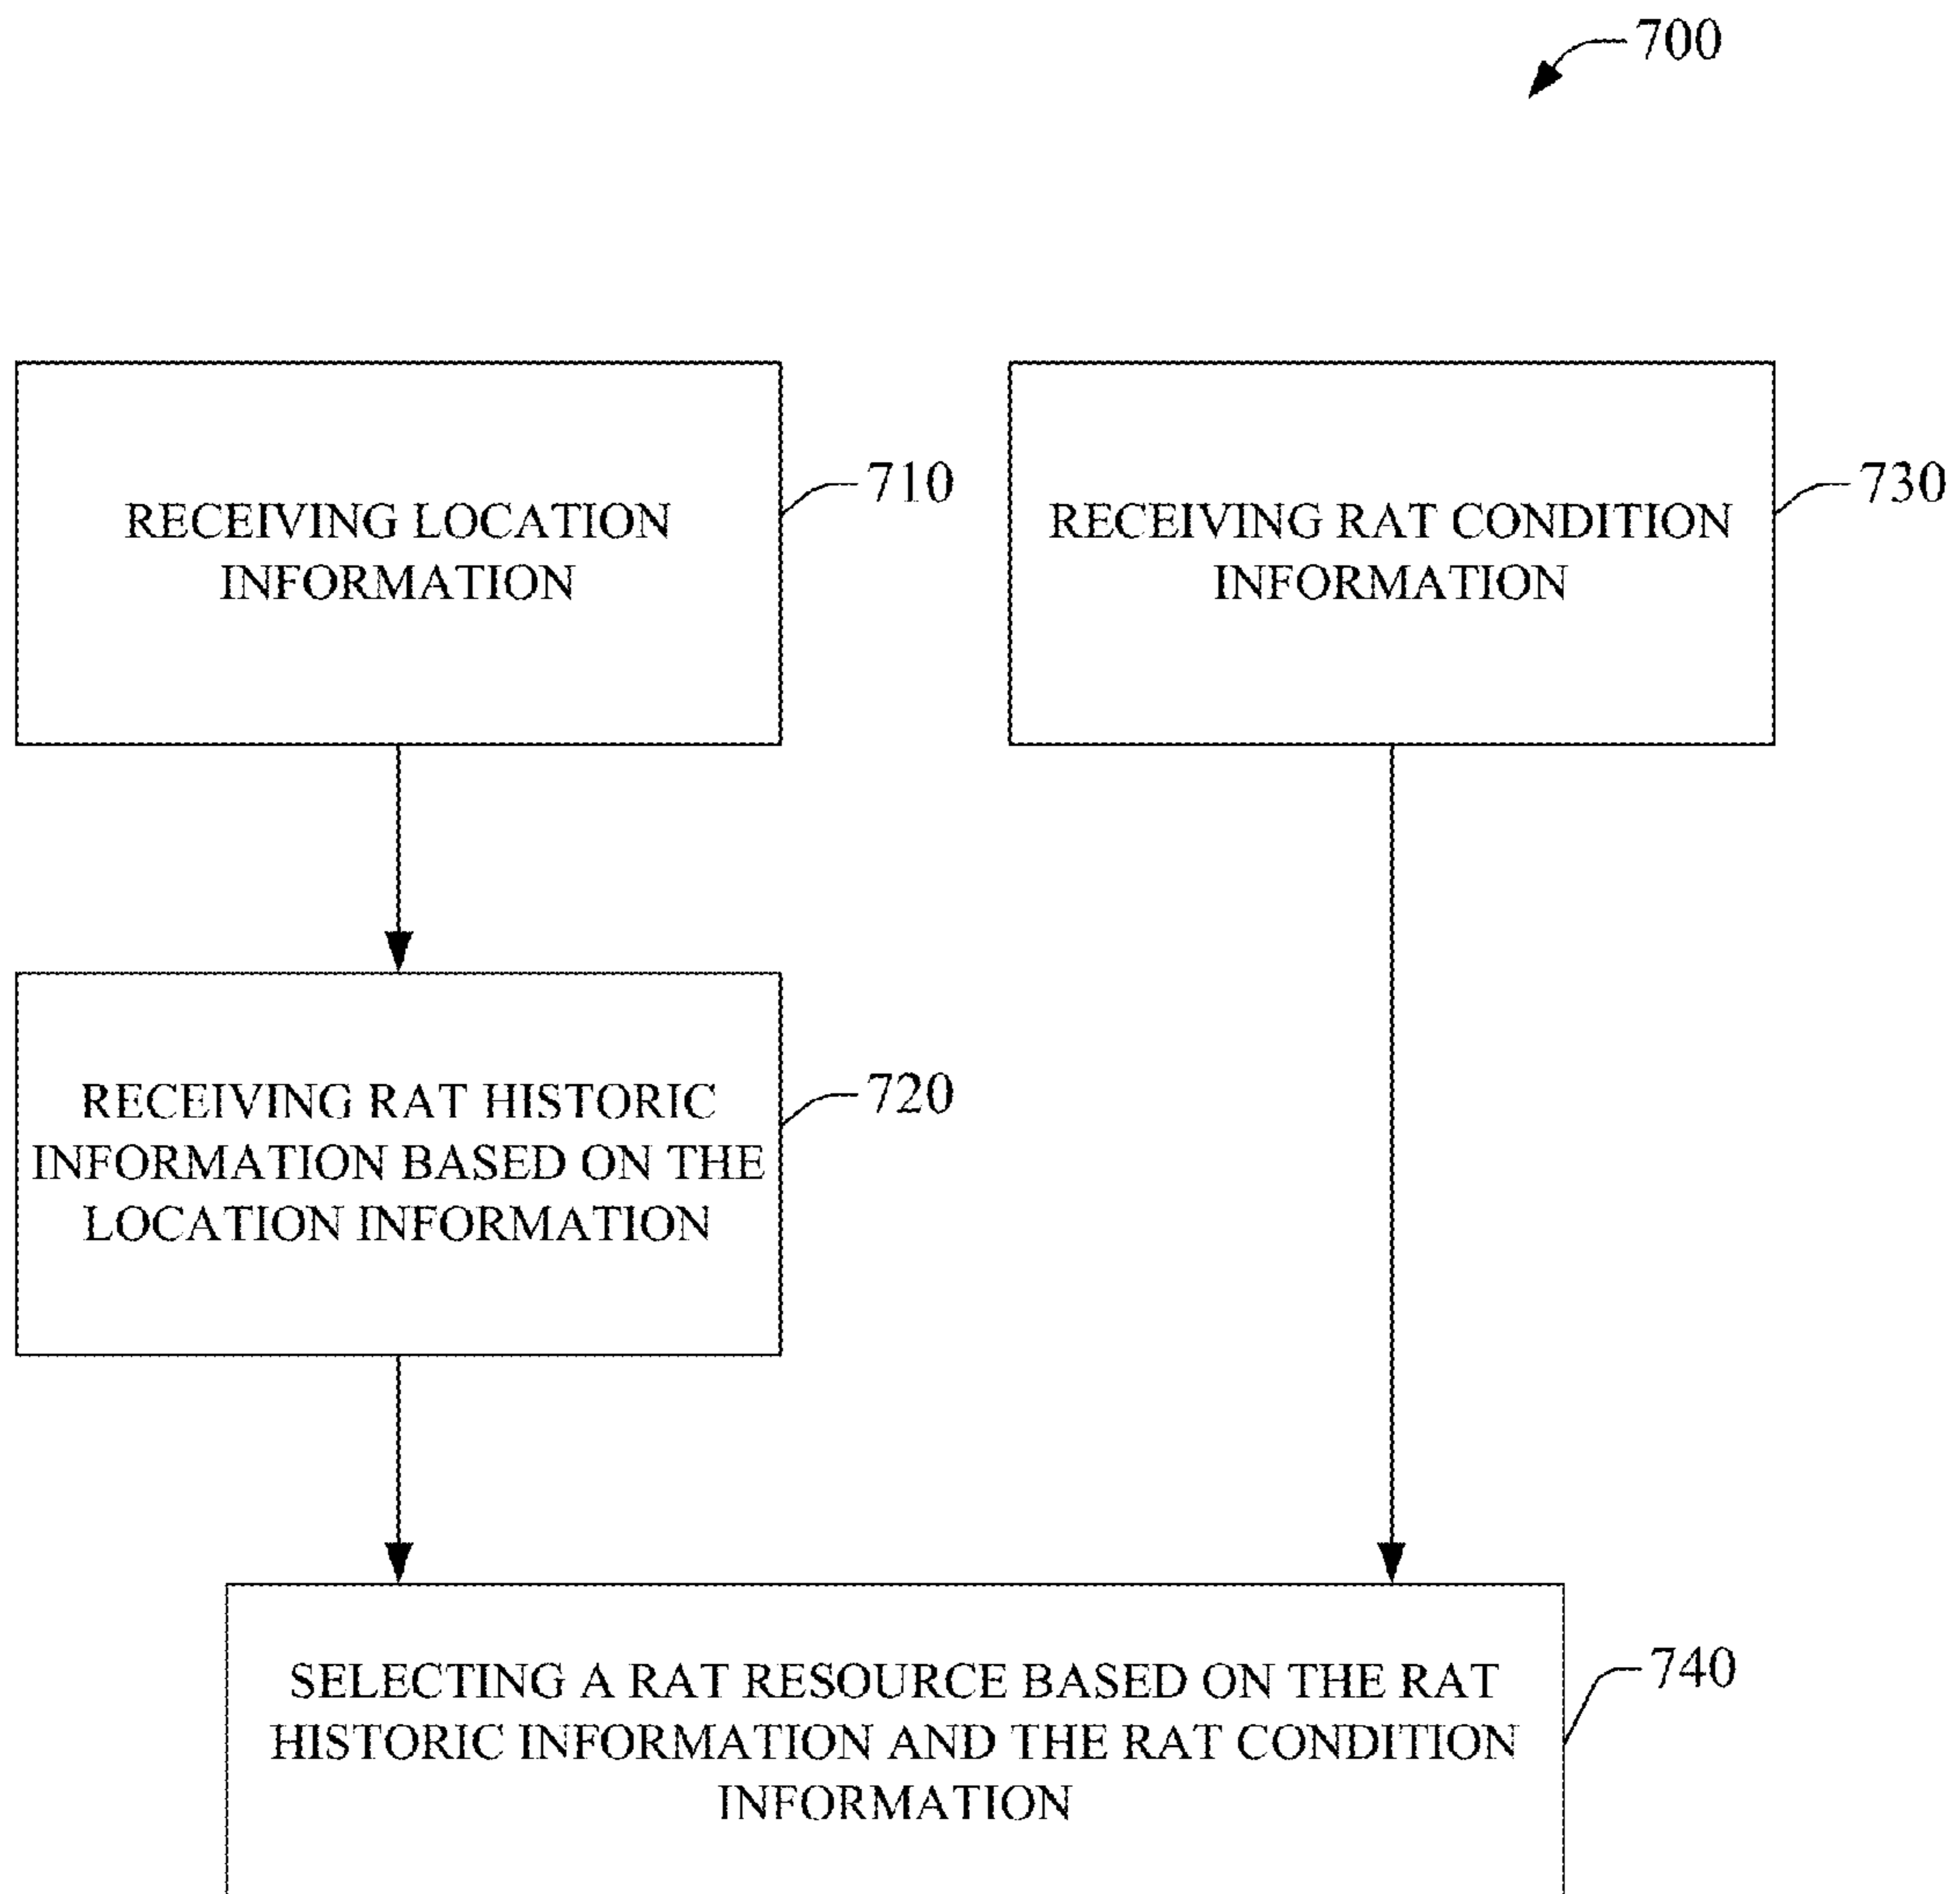 700
RECEIVING LOCATION
INFORMATION
710
RECEIVING RAT CONDITION
INFORMATION
730
RECEIVING RAT HISTORIC
INFORMATION BASED ON THE
LOCATION INFORMATION
720
SELECTING A RAT RESOURCE BASED ON THE RAT
HISTORIC INFORMATION AND THE RAT CONDITION
INFORMATION
740